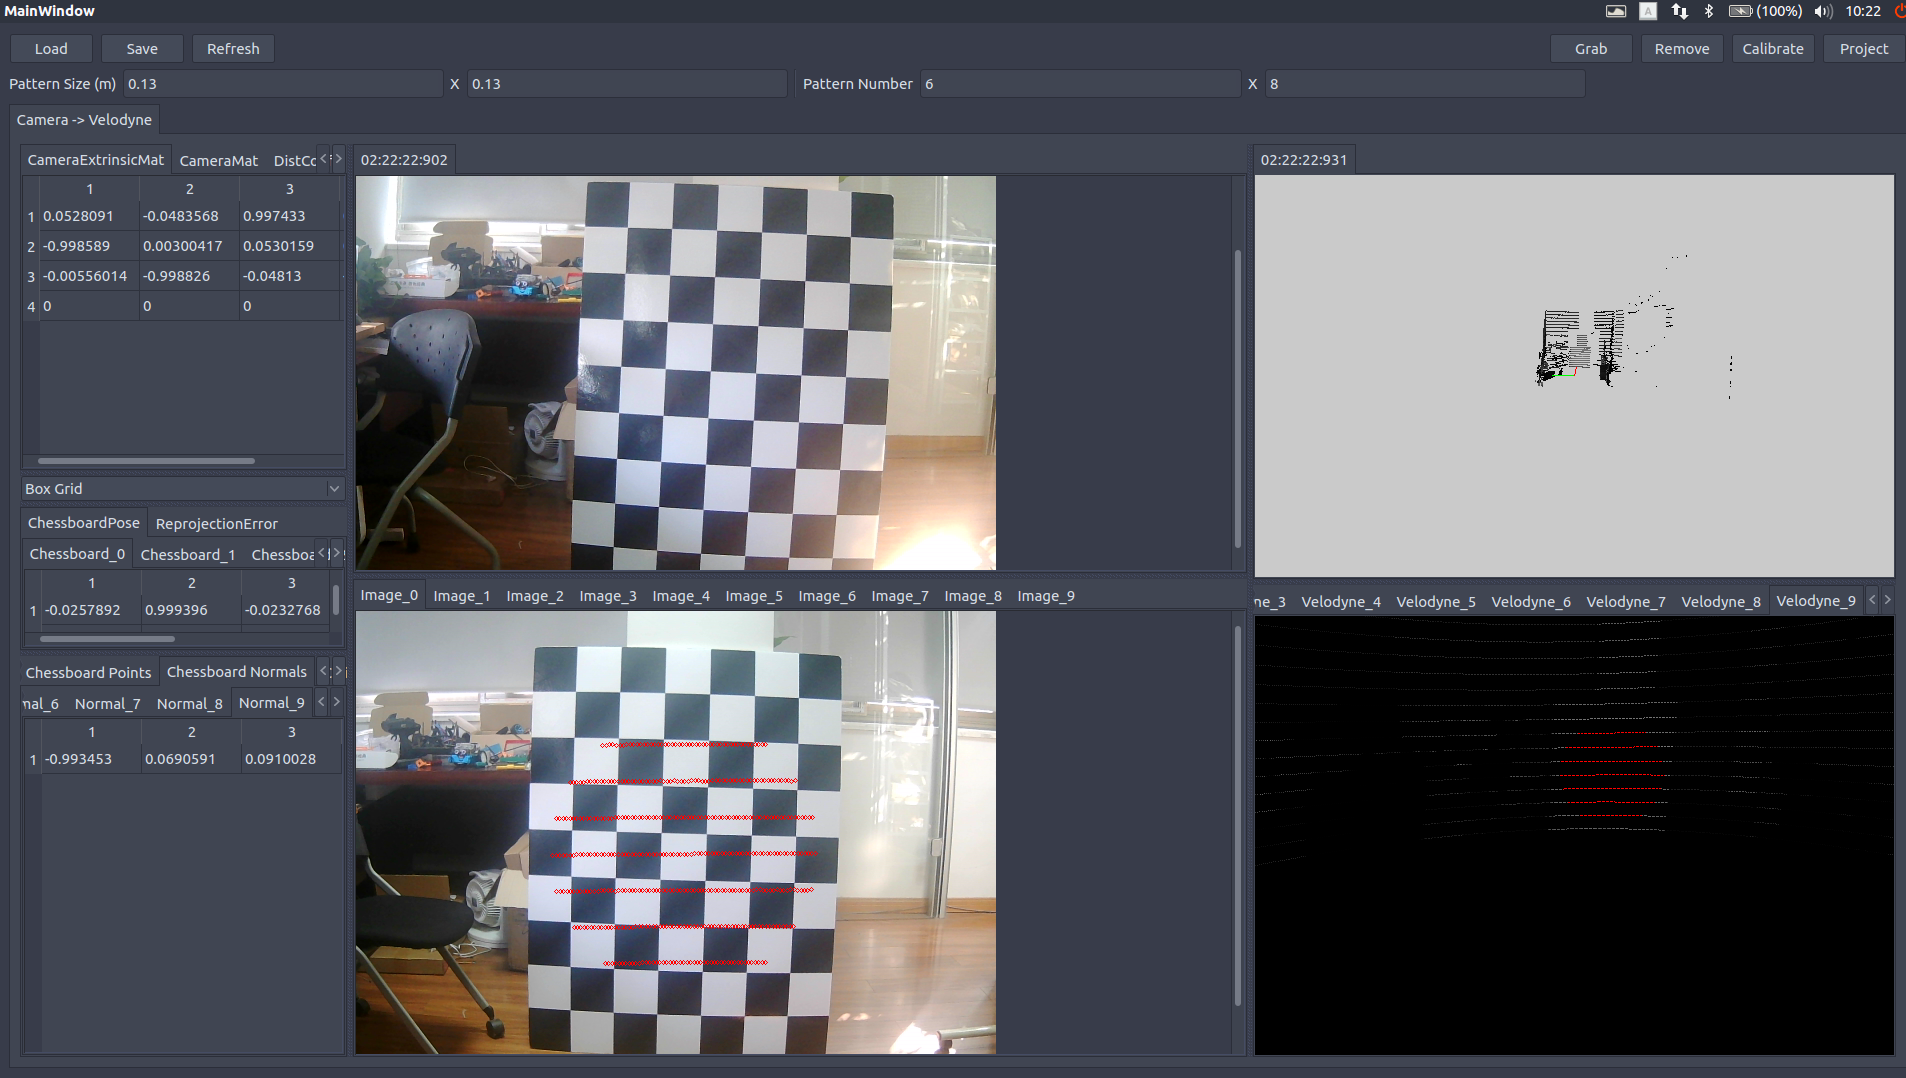 MainWindow
A
(100%)
10:22
Load
Save
Refresh
Grab
Remove
Calibrate
Project
Pattern Size (m) 0.13 X 0.13 Pattern Number 6 X 8
Camera -> Velodyne
CameraExtrinsicMat CameraMat DistCo
1 2 3
1 0.0528091 -0.0483568 0.997433
2 -0.998589 0.00300417 0.0530159
3 -0.00556014 -0.998826 -0.04813
4 0 0 0
Box Grid
ChessboardPose ReprojectionError
Chessboard_0 Chessboard_1 Chessboa
1 2 3
1 -0.0257892 0.999396 -0.0232768
Chessboard Points Chessboard Normals
mal_6 Normal_7 Normal_8 Normal_9
1 2 3
1 -0.993453 0.0690591 0.0910028
02:22:22:902
Image_0 Image_1 Image_2 Image_3 Image_4 Image_5 Image_6 Image_7 Image_8 Image_9
02:22:22:931
ne_3 Velodyne_4 Velodyne_5 Velodyne_6 Velodyne_7 Velodyne_8 Velodyne_9